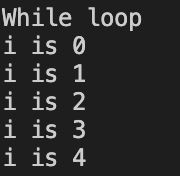 While loop
i is 0
i is 1
i is 2
i is 3
i is 4